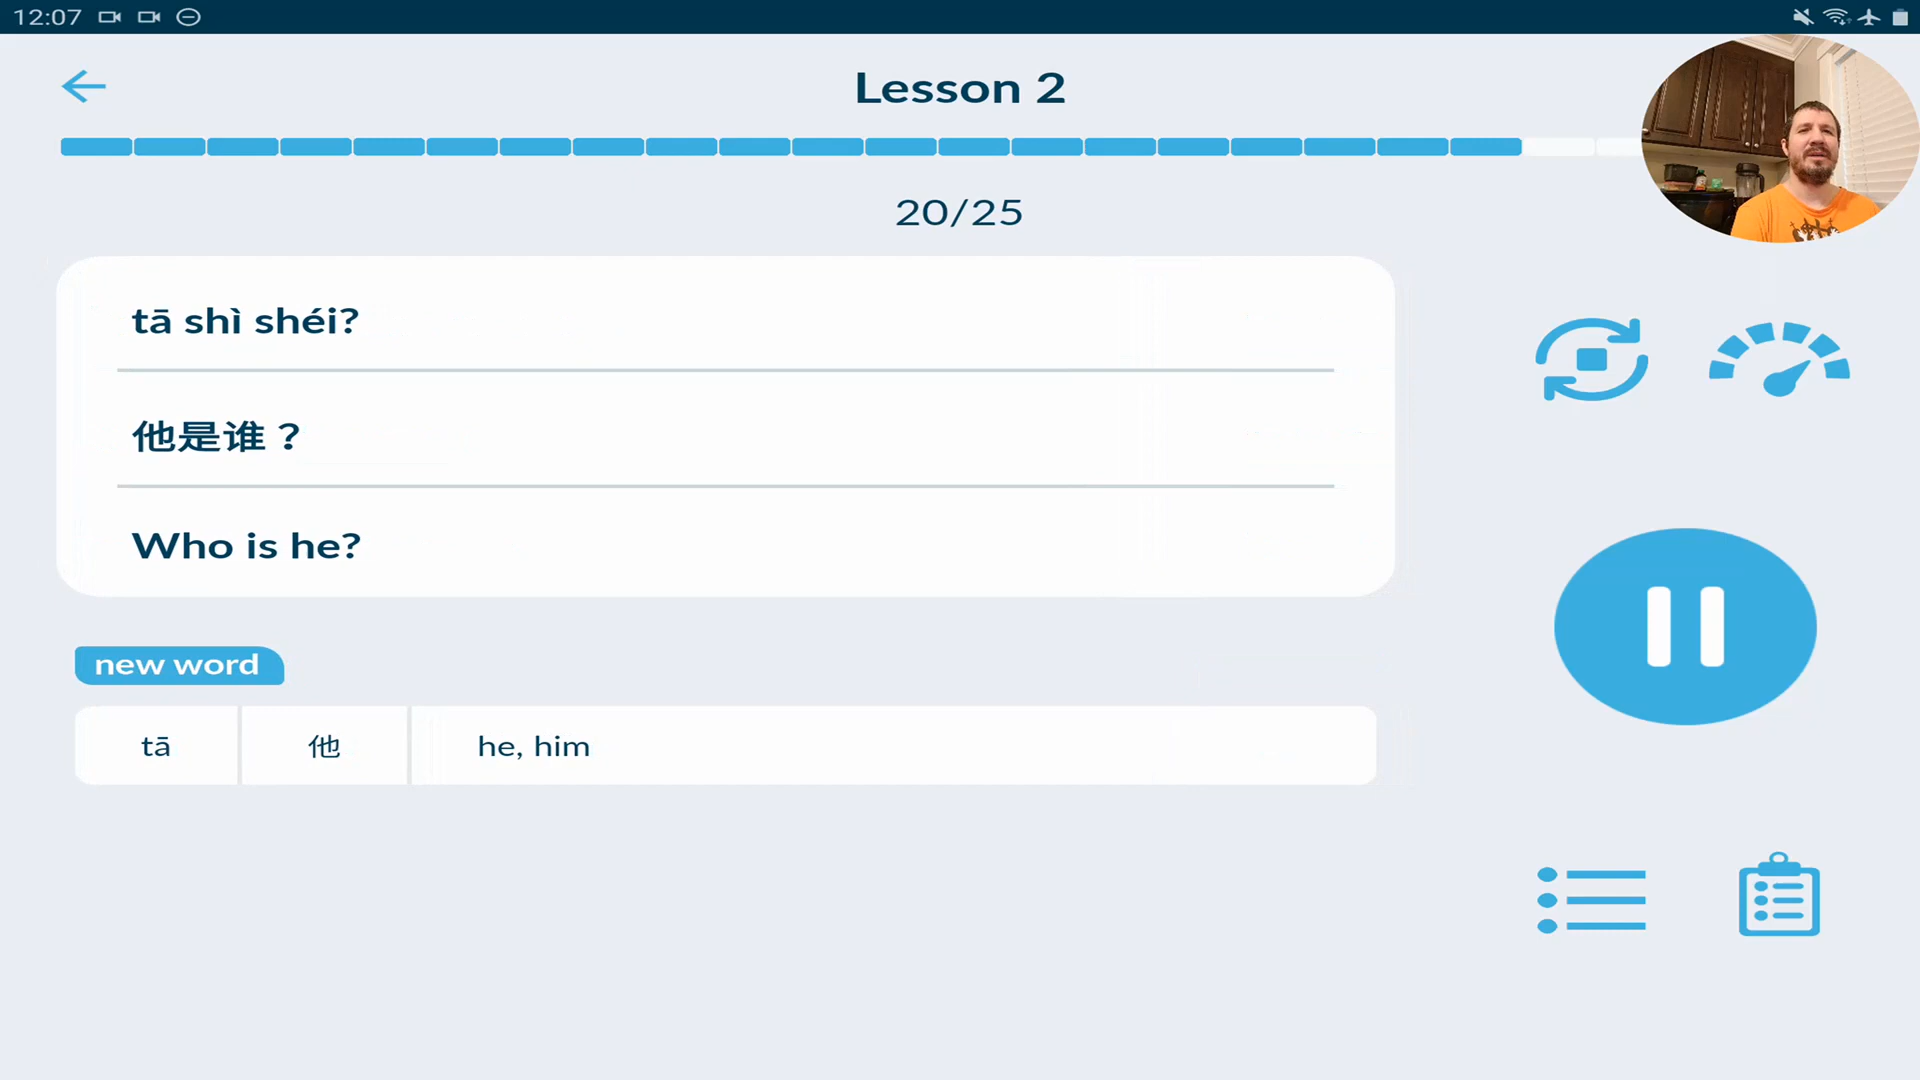 12:07
Lesson 2
20/25
tā shì shéi?
他是谁？
Who is he?
new word
tā 他 he, him